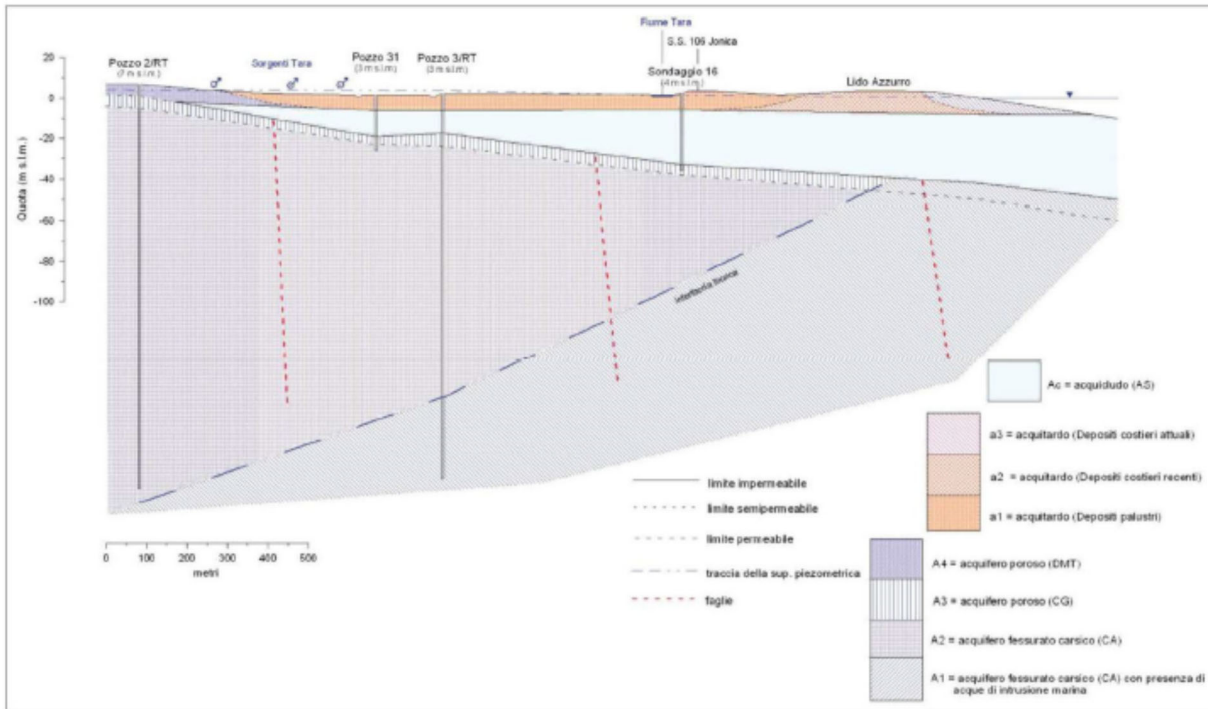 Fiume Tara
S.S. 106 Jonica
Pozzo 2/RT
(7 m s.l.m.)
Sorgenti Tara
Pozzo 31
(3 m s.l.m.)
Pozzo 3/RT
(3 m s.l.m.)
Sondaggio 16
(4 m s.l.m.)
Lido Azzurro
20
0
-20
-40
-60
-80
-100
Quota (m s.l.m.)
interfaccia teorica
0 100 200 300 400 500
metri
limite impermeabile
limite semipermeabile
limite permeabile
traccia della sup. piezometrica
faglie
Ac = acquicludo (AS)
a3 = acquitardo (Depositi costieri attuali)
a2 = acquitardo (Depositi costieri recenti)
a1 = acquitardo (Depositi palustri)
A4 = acquifero poroso (DMT)
A3 = acquifero poroso (CG)
A2 = acquifero fessurato carsico (CA)
A1 = acquifero fessurato carsico (CA) con presenza di
acque di intrusione marina